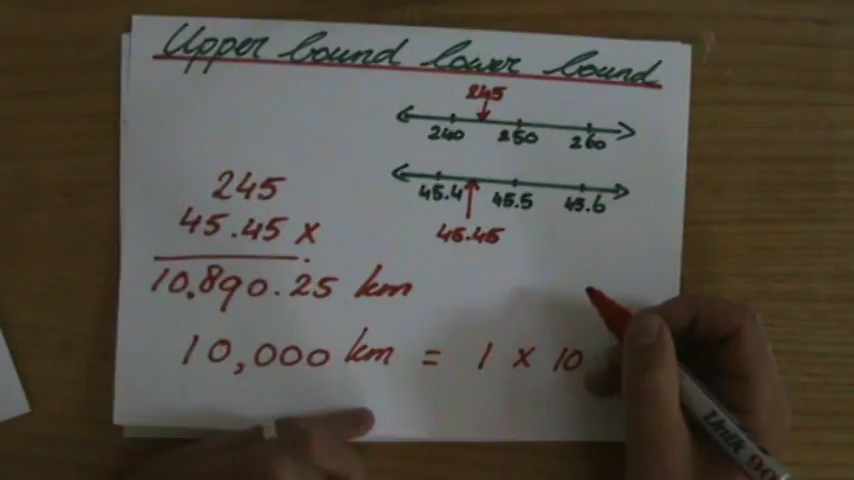 Upper bound lower bound
245
240 250 260
45.4 45.5 45.6
45.45
245
45.45 x
10,890.25 km
10,000 km = 1 x 10
Unik 90